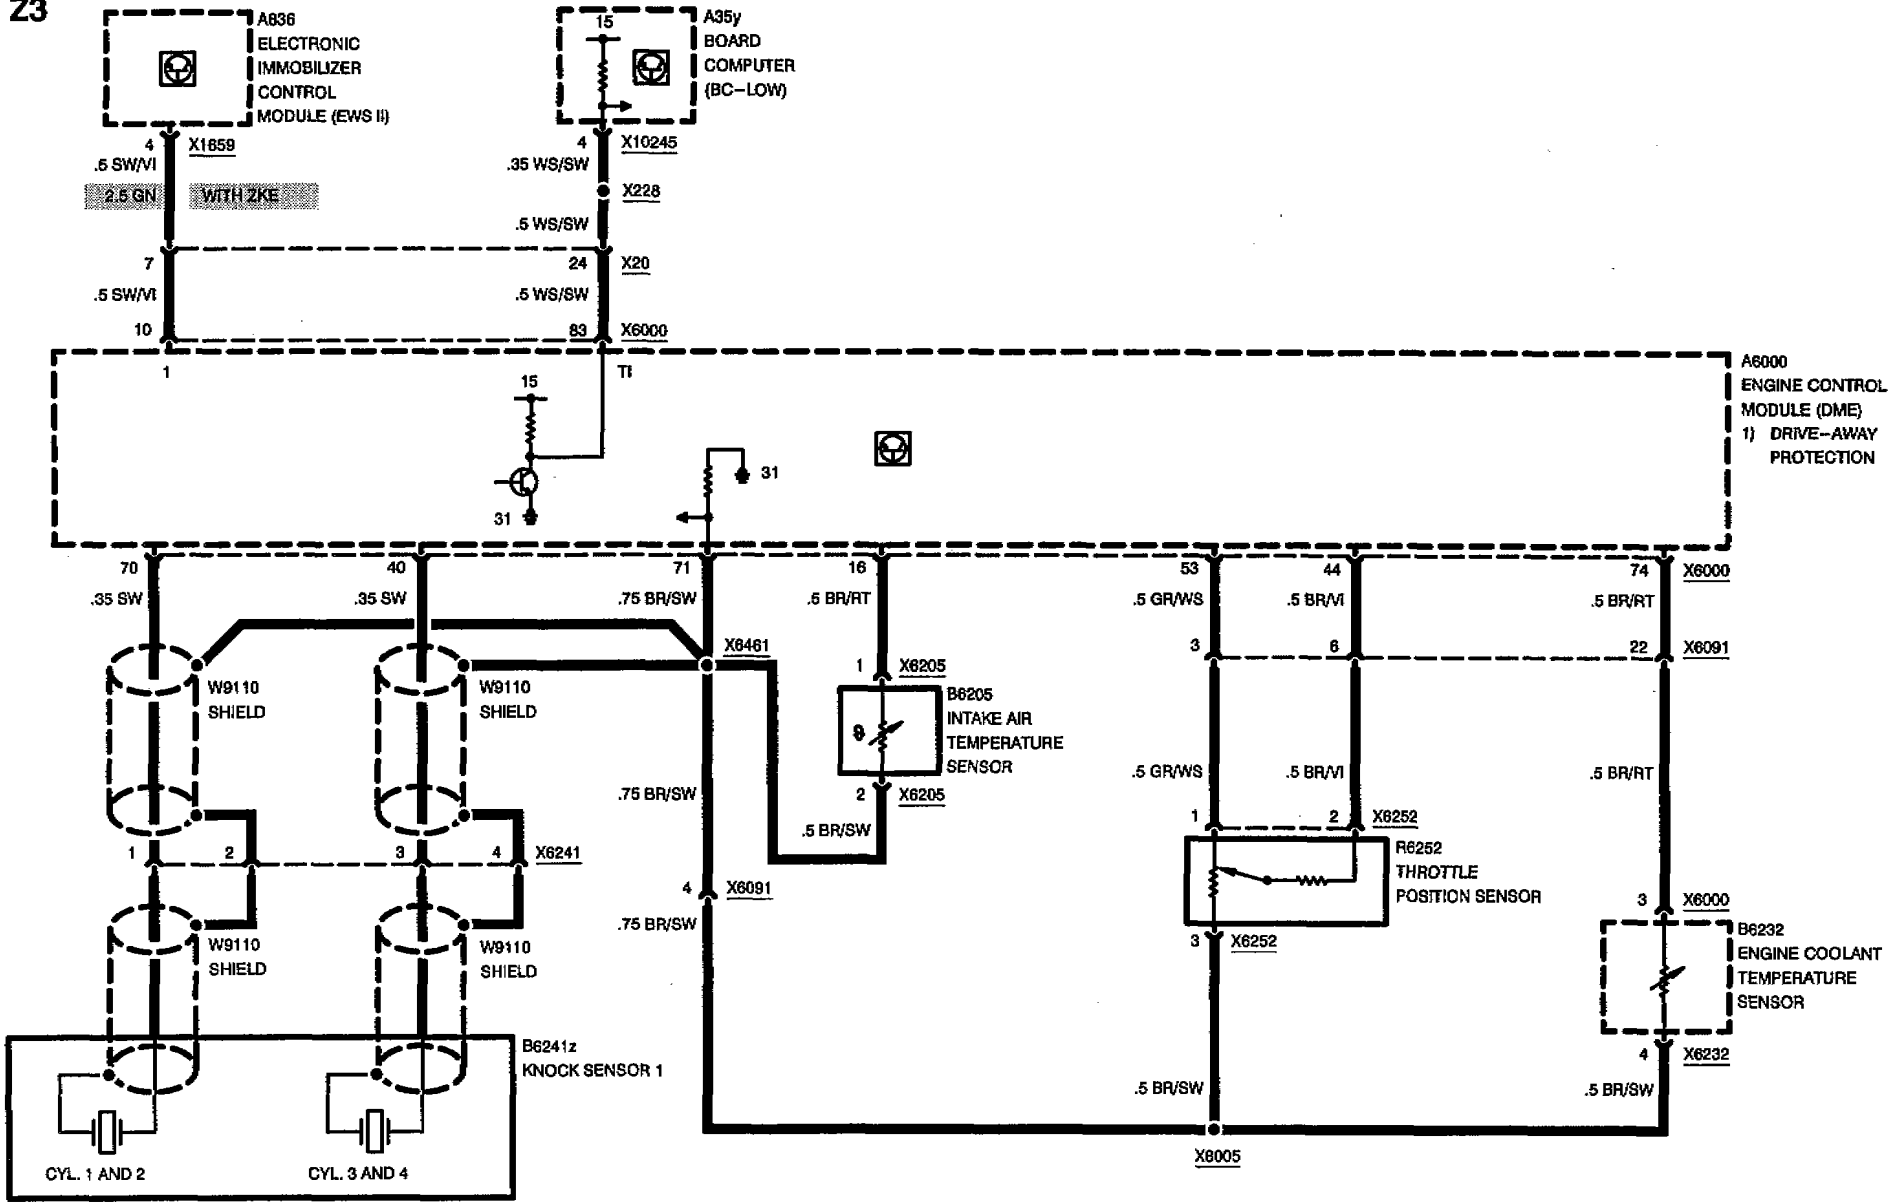 Z3
A836
ELECTRONIC
IMMOBILIZER
CONTROL
MODULE (EWS II)
15
A35y
BOARD
COMPUTER
(BC-LOW)
4 X1659
.5 SW/VI
2.5 GN WITH ZKE
4 X10245
.35 WS/SW
X228
.5 WS/SW
7 24 X20
.5 SW/VI .5 WS/SW
10 83 X6000
1 TI
15
31
31
A6000
ENGINE CONTROL
MODULE (DME)
1) DRIVE-AWAY
PROTECTION
70 40 71 16 53 44 74 X6000
.35 SW .35 SW .75 BR/SW .5 BR/RT .5 GR/WS .5 BR/VI .5 BR/RT
X6461
3 6 22 X6091
1 X6205
W9110
SHIELD
W9110
SHIELD
B6205
INTAKE AIR
TEMPERATURE
SENSOR
ϑ
2 X6205
.75 BR/SW
.5 BR/SW
.5 GR/WS .5 BR/VI .5 BR/RT
1 2 X6252
1 2 3 4 X6241
R6252
THROTTLE
POSITION SENSOR
4 X6091
.75 BR/SW
3 X6252
3 X6000
B6232
ENGINE COOLANT
TEMPERATURE
SENSOR
W9110
SHIELD
W9110
SHIELD
B6241z
KNOCK SENSOR 1
4 X6232
.5 BR/SW .5 BR/SW
X6005
CYL. 1 AND 2 CYL. 3 AND 4